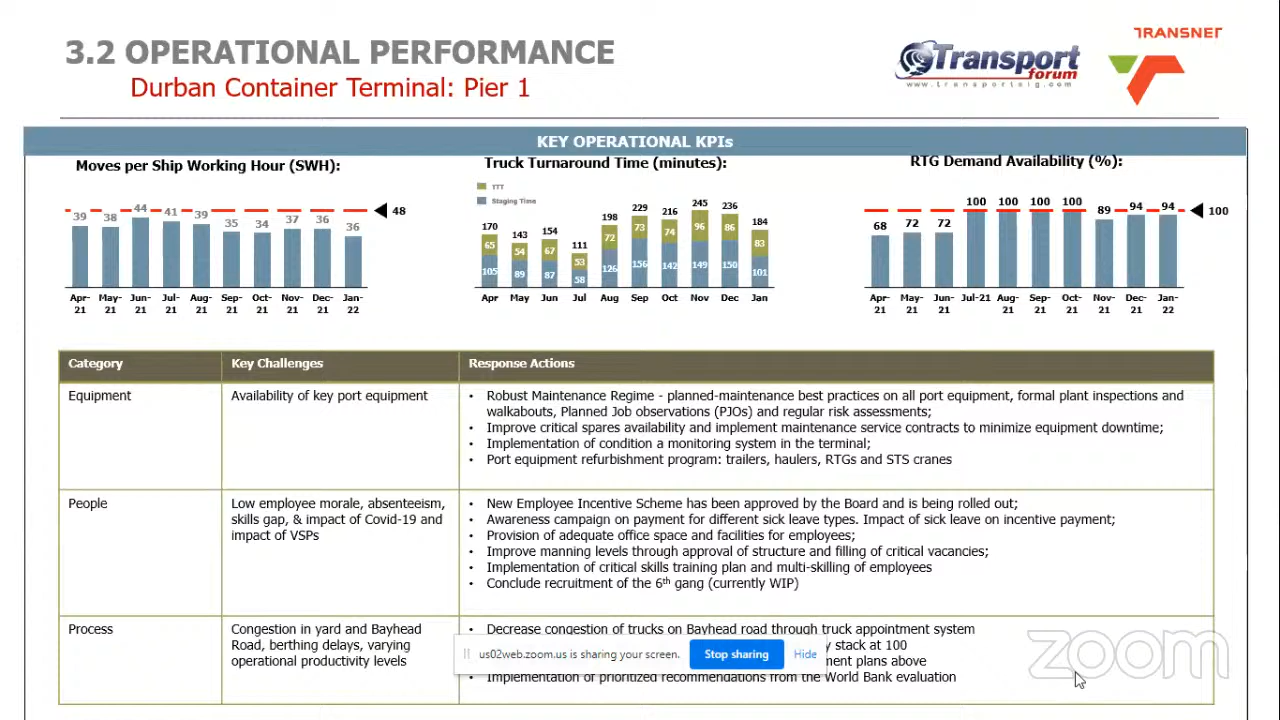 3.2 OPERATIONAL PERFORMANCE
Durban Container Terminal: Pier 1
Transport
forum
www.transportsig.com
TRANSNET
KEY OPERATIONAL KPIs
Moves per Ship Working Hour (SWH):
39 38 44 41 39 35 34 37 36 36
48
Apr-21 May-21 Jun-21 Jul-21 Aug-21 Sep-21 Oct-21 Nov-21 Dec-21 Jan-22
Truck Turnaround Time (minutes):
TTT
Staging Time
170 143 154 111 198 229 216 245 236 184
65 54 67 53 72 73 74 96 86 83
105 89 87 58 126 156 142 149 150 101
Apr May Jun Jul Aug Sep Oct Nov Dec Jan
RTG Demand Availability (%):
68 72 72 100 100 100 100 89 94 94
100
Apr-21 May-21 Jun-21 Jul-21 Aug-21 Sep-21 Oct-21 Nov-21 Dec-21 Jan-22
Category Key Challenges Response Actions
Equipment
Availability of key port equipment
• Robust Maintenance Regime - planned-maintenance best practices on all port equipment, formal plant inspections and
walkabouts, Planned Job observations (PJOs) and regular risk assessments;
• Improve critical spares availability and implement maintenance service contracts to minimize equipment downtime;
• Implementation of condition a monitoring system in the terminal;
• Port equipment refurbishment program: trailers, haulers, RTGs and STS cranes
People
Low employee morale, absenteeism,
skills gap, & impact of Covid-19 and
impact of VSPs
• New Employee Incentive Scheme has been approved by the Board and is being rolled out;
• Awareness campaign on payment for different sick leave types. Impact of sick leave on incentive payment;
• Provision of adequate office space and facilities for employees;
• Improve manning levels through approval of structure and filling of critical vacancies;
• Implementation of critical skills training plan and multi-skilling of employees
• Conclude recruitment of the 6th gang (currently WIP)
Process
Congestion in yard and Bayhead
Road, berthing delays, varying
operational productivity levels
• Decrease congestion of trucks on Bayhead road through truck appointment system
stack at 100
plans above
Implementation of prioritized recommendations from the World Bank evaluation
us02web.zoom.us is sharing your screen.
Stop sharing
Hide
zoom